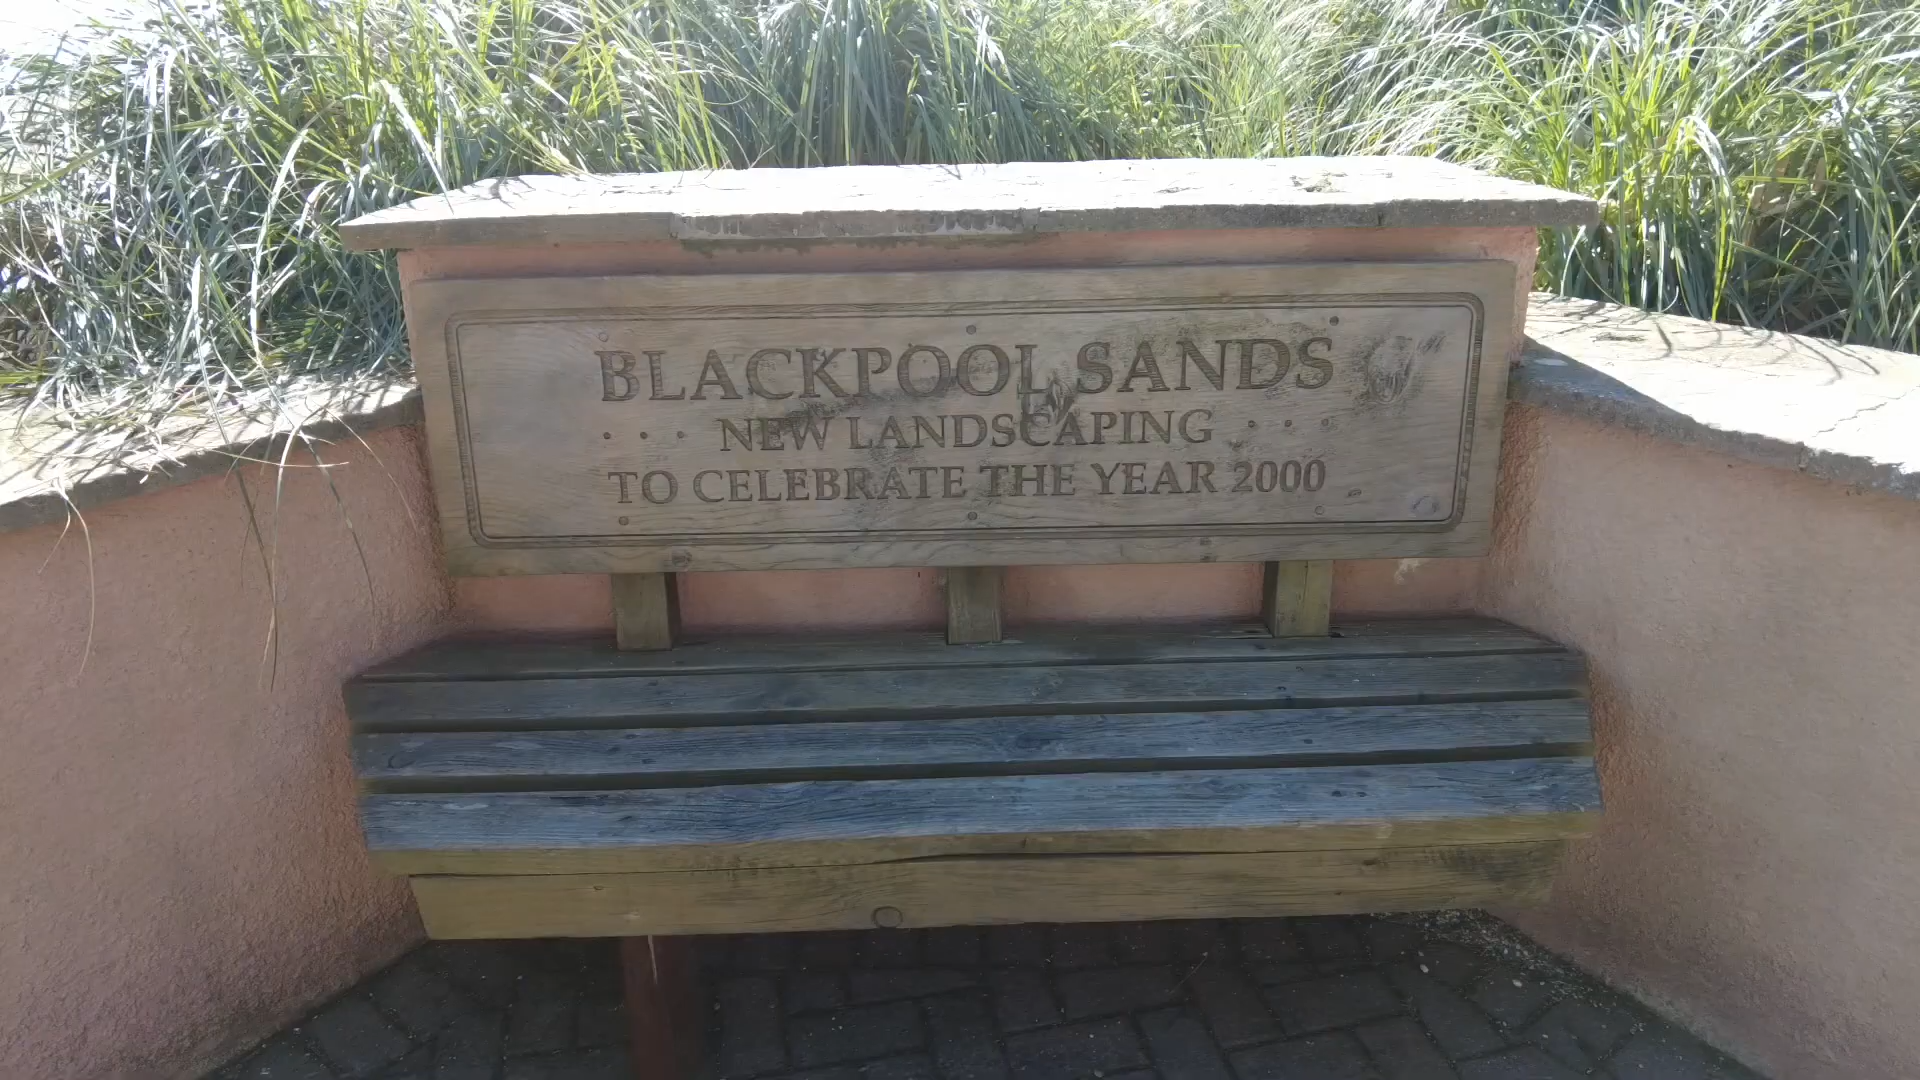 BLACKPOOL SANDS
• • • NEW LANDSCAPING • • •
TO CELEBRATE THE YEAR 2000